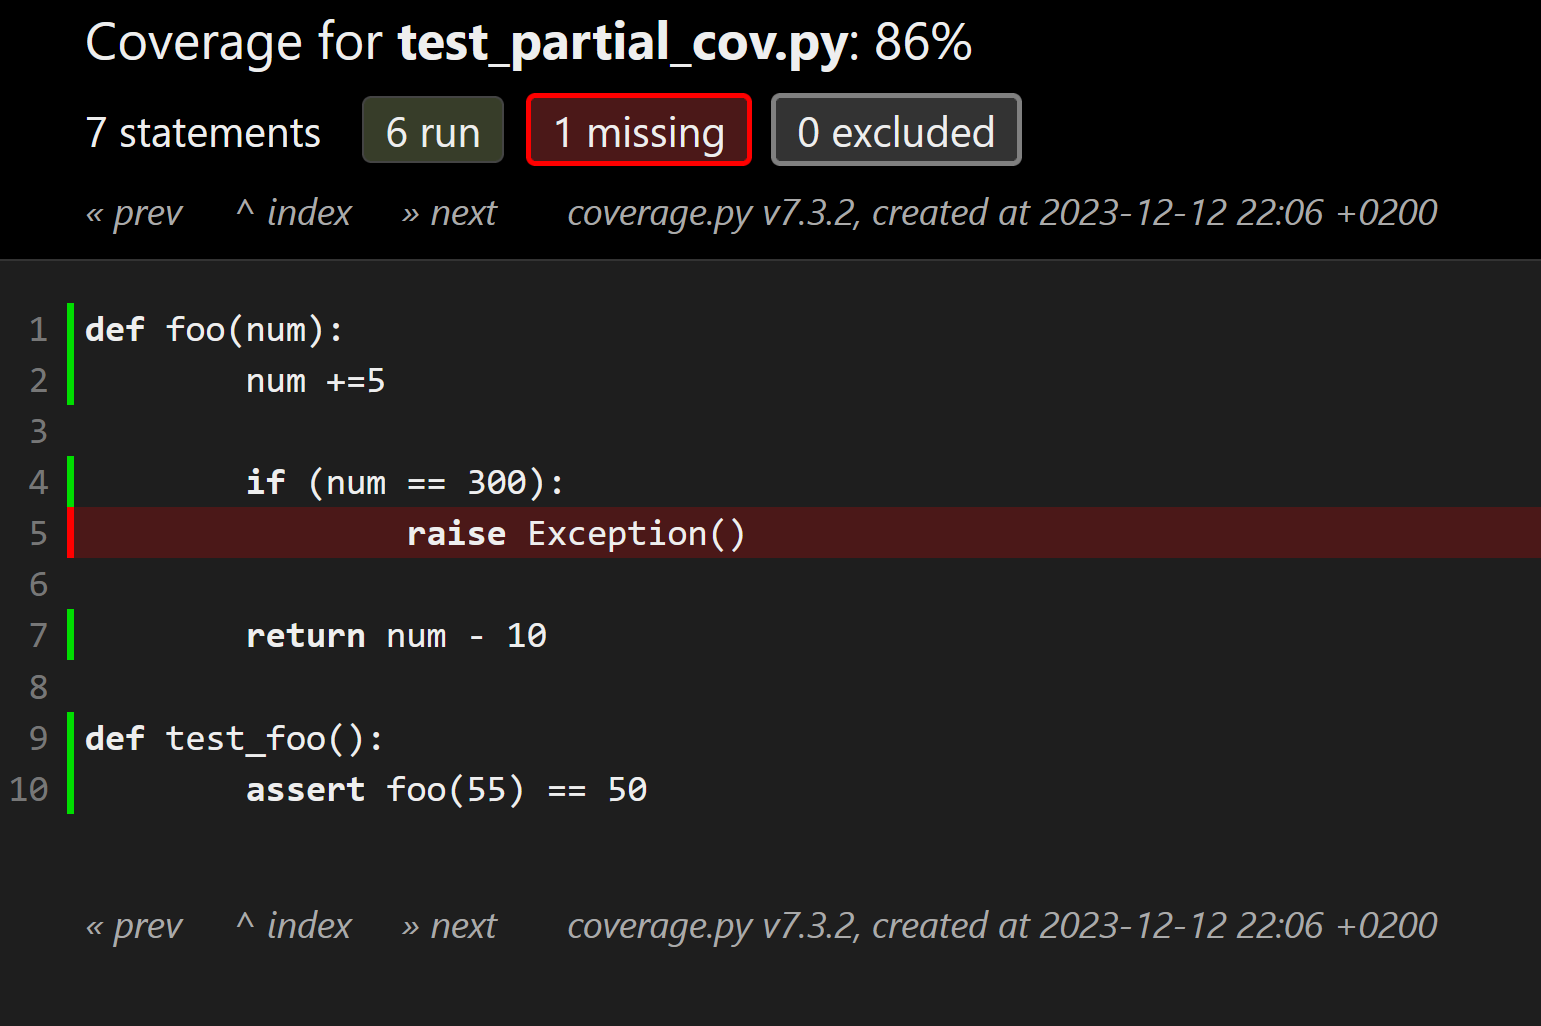 Coverage for test_partial_cov.py: 86%
7 statements 6 run 1 missing 0 excluded
« prev ^ index » next coverage.py v7.3.2, created at 2023-12-12 22:06 +0200
1 def foo(num):
2 num +=5
3
4 if (num == 300):
5 raise Exception()
6
7 return num - 10
8
9 def test_foo():
10 assert foo(55) == 50
« prev ^ index » next coverage.py v7.3.2, created at 2023-12-12 22:06 +0200